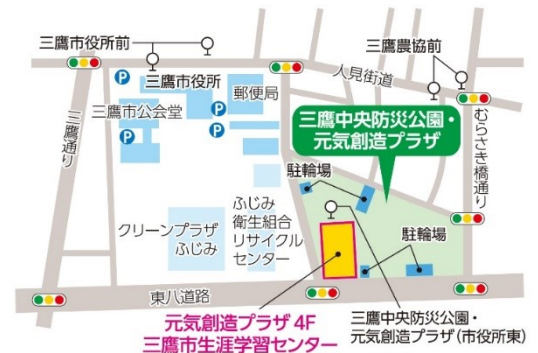 三鷹市役所前
三鷹農協前
人見街道
三鷹市役所
郵便局
三鷹市公会堂
三鷹通り
むらさき橋通り
三鷹中央防災公園・
元気創造プラザ
駐輪場
ふじみ
衛生組合
リサイクル
センター
クリーンプラザ
ふじみ
駐輪場
東八道路
元気創造プラザ 4F
三鷹市生涯学習センター
三鷹中央防災公園・
元気創造プラザ(市役所東)
P
P
P
P